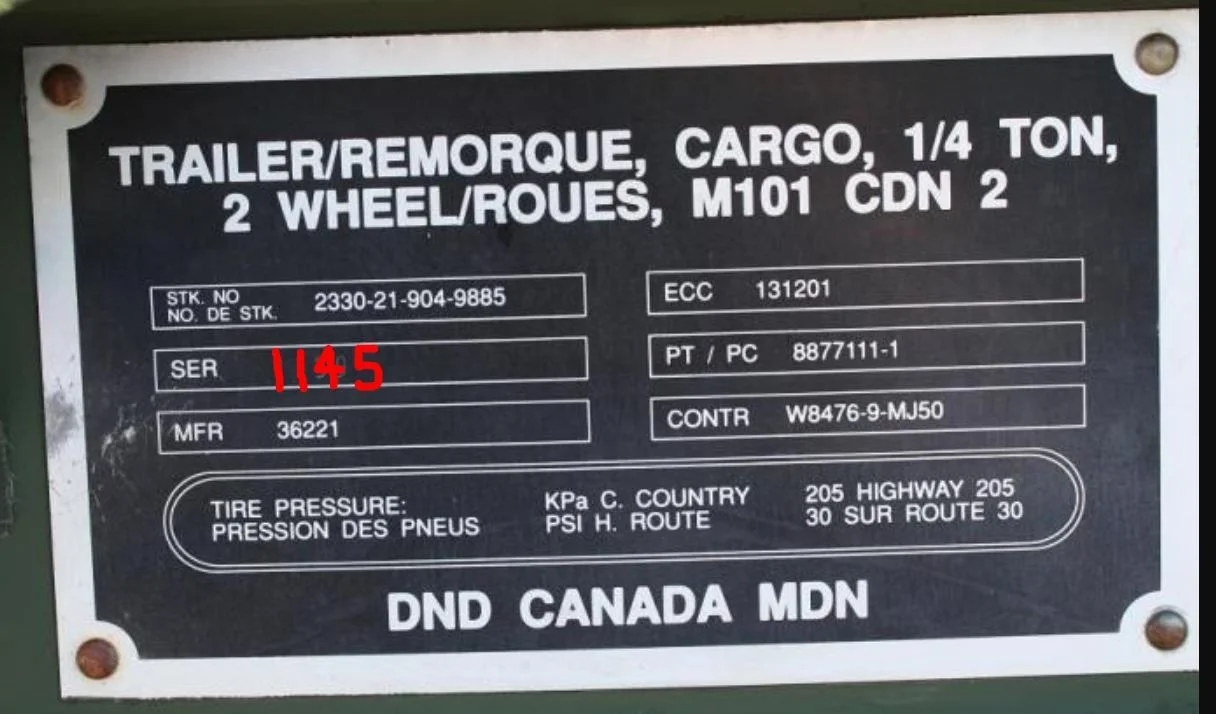 TRAILER/REMORQUE, CARGO, 1/4 TON,
2 WHEEL/ROUES, M101 CDN 2
STK. NO
NO. DE STK. 2330-21-904-9885
ECC 131201
SER 1145
PT / PC 8877111-1
MFR 36221
CONTR W8476-9-MJ50
TIRE PRESSURE: KPa C. COUNTRY 205 HIGHWAY 205
PRESSION DES PNEUS PSI H. ROUTE 30 SUR ROUTE 30
DND CANADA MDN